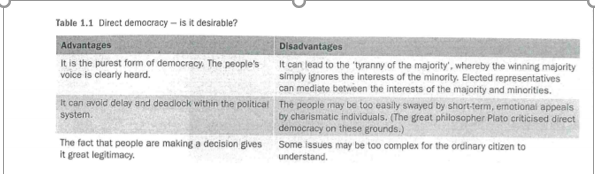 Table 1.1 Direct democracy – is it desirable?
Advantages
Disadvantages
It is the purest form of democracy. The people's
voice is clearly heard.
It can lead to the 'tyranny of the majority', whereby the winning majority
simply ignores the interests of the minority. Elected representatives
can mediate between the interests of the majority and minorities.
It can avoid delay and deadlock within the political
system.
The people may be too easily swayed by short-term, emotional appeals
by charismatic individuals. (The great philosopher Plato criticised direct
democracy on these grounds.)
The fact that people are making a decision gives
it great legitimacy.
Some issues may be too complex for the ordinary citizen to
understand.